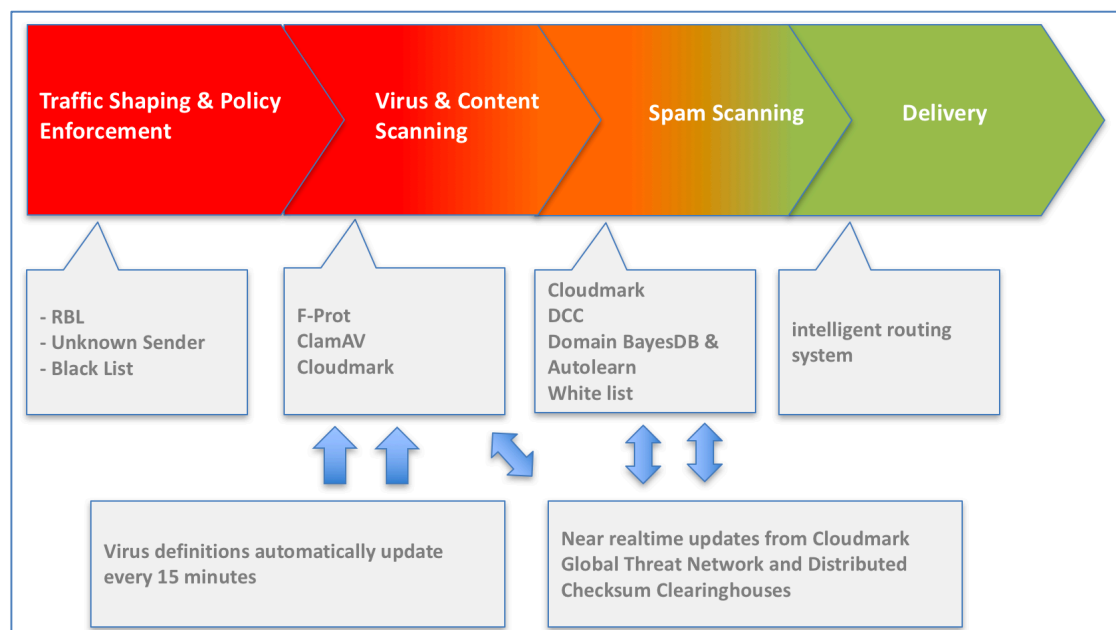 Traffic Shaping & Policy
Enforcement
Virus & Content
Scanning
Spam Scanning
Delivery
- RBL
- Unknown Sender
- Black List
F-Prot
ClamAV
Cloudmark
Cloudmark
DCC
Domain BayesDB &
Autolearn
White list
intelligent routing
system
Virus definitions automatically update
every 15 minutes
Near realtime updates from Cloudmark
Global Threat Network and Distributed
Checksum Clearinghouses